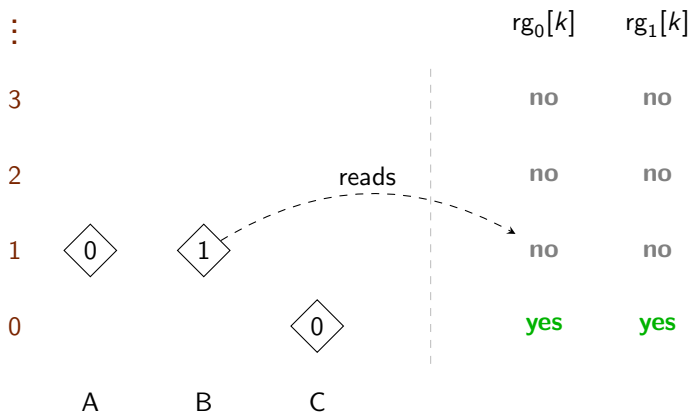 ⋮ rg₀[k] rg₁[k]
3 no no
2 no no
reads
1 0 1 no no
0 0 yes yes
A B C